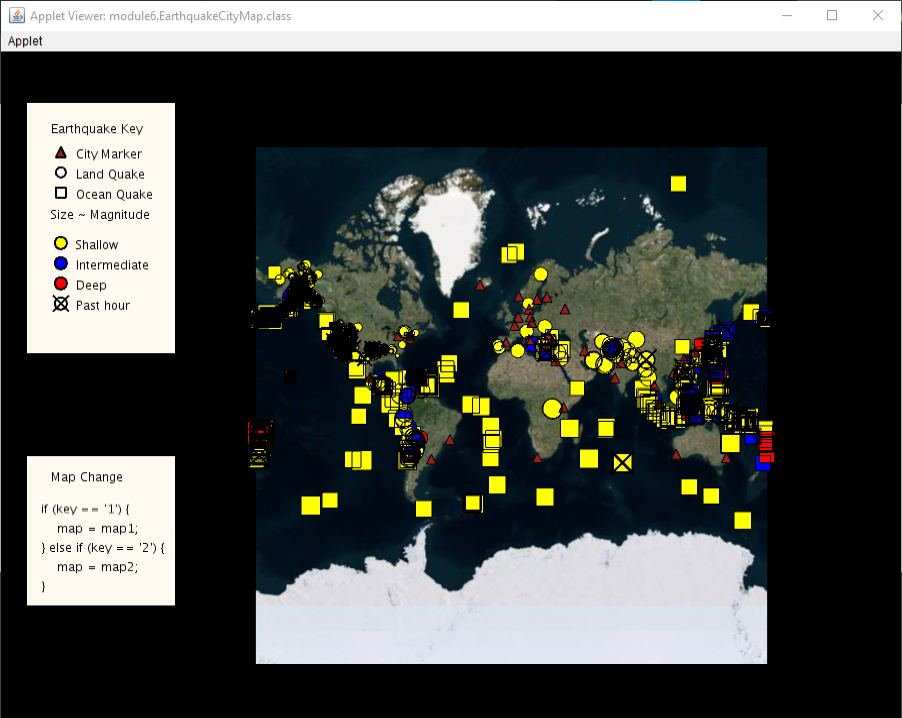 Applet Viewer: module6.EarthquakeCityMap.class
Applet
Earthquake Key
City Marker
Land Quake
Ocean Quake
Size ~ Magnitude
Shallow
Intermediate
Deep
Past hour
Map Change
if (key == '1') {
map = map1;
} else if (key == '2') {
map = map2;
}